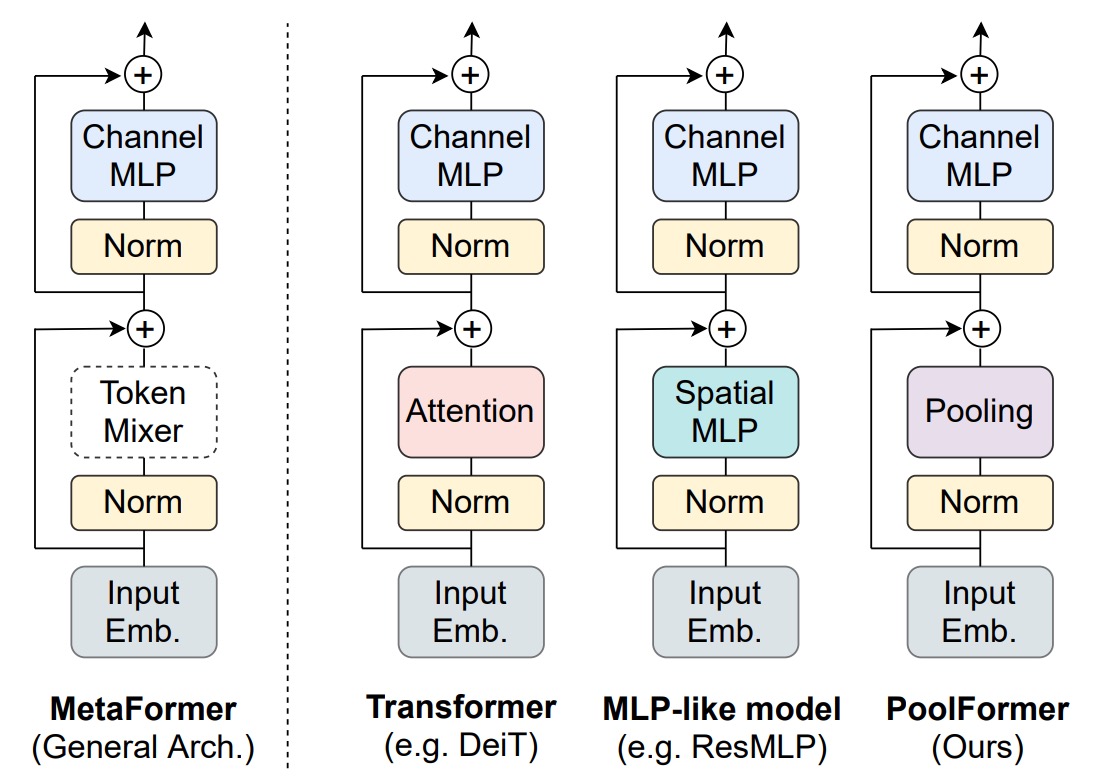 +
Channel
MLP
Norm
+
Token
Mixer
Norm
Input
Emb.
MetaFormer
(General Arch.)
+
Channel
MLP
Norm
+
Attention
Norm
Input
Emb.
Transformer
(e.g. DeiT)
+
Channel
MLP
Norm
+
Spatial
MLP
Norm
Input
Emb.
MLP-like model
(e.g. ResMLP)
+
Channel
MLP
Norm
+
Pooling
Norm
Input
Emb.
PoolFormer
(Ours)